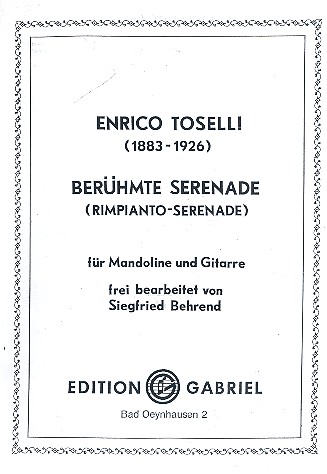 ENRICO TOSELLI
(1883-1926)
BERÜHMTE SERENADE
(RIMPIANTO-SERENADE)
für Mandoline und Gitarre
frei bearbeitet von
Siegfried Behrend
EDITION G GABRIEL
Bad Oeynhausen 2